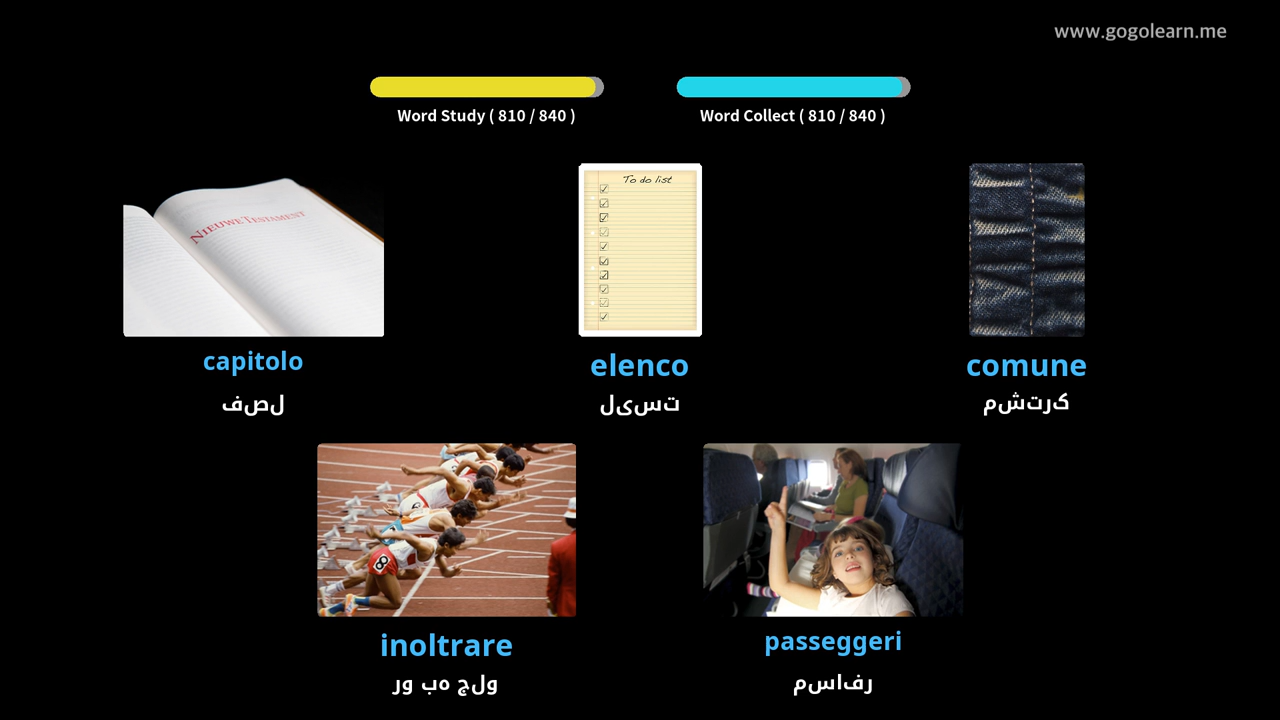 www.gogolearn.me
Word Study ( 810 / 840 )
Word Collect ( 810 / 840 )
NIEUWE TESTAMENT
To do list
capitolo
elenco
comune
لصف
تسیل
کرتشم
8
inoltrare
passeggeri
ولج هب ور
رفاسم